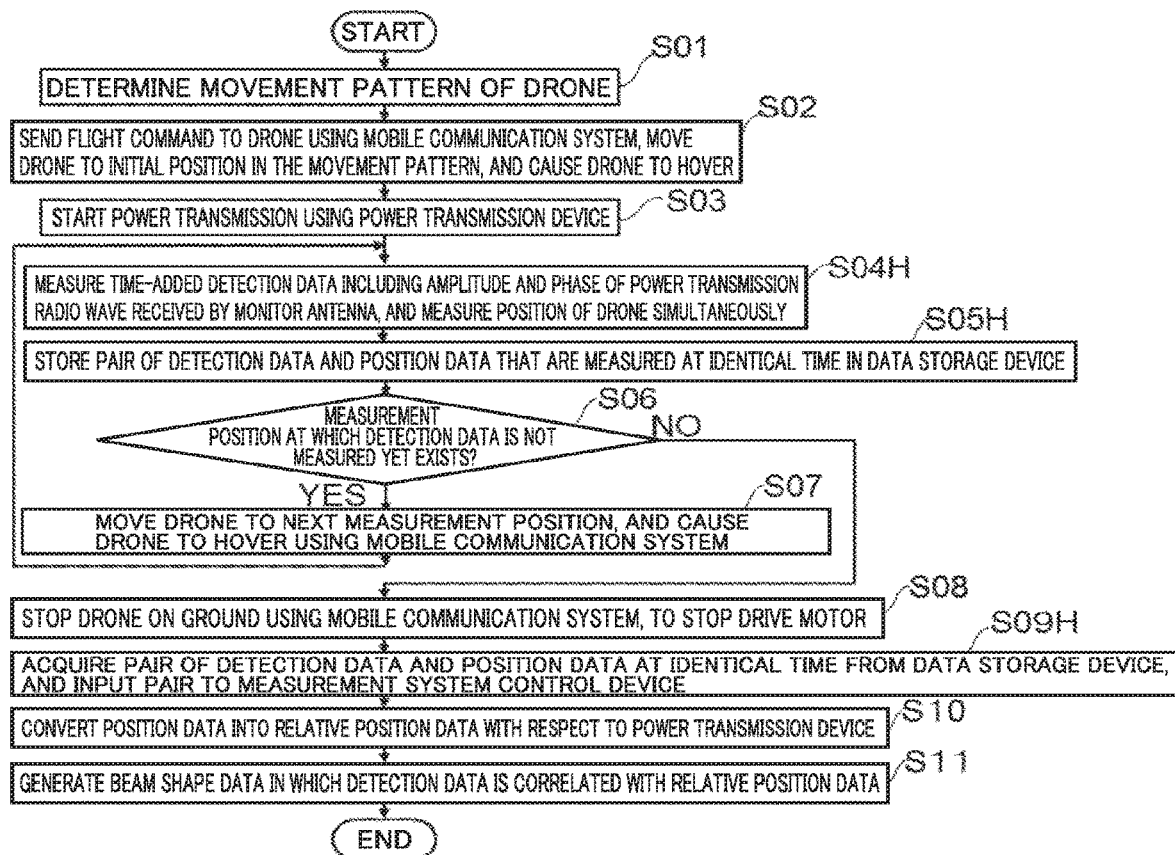 START
S01
DETERMINE MOVEMENT PATTERN OF DRONE
S02
SEND FLIGHT COMMAND TO DRONE USING MOBILE COMMUNICATION SYSTEM, MOVE
DRONE TO INITIAL POSITION IN THE MOVEMENT PATTERN, AND CAUSE DRONE TO HOVER
S03
START POWER TRANSMISSION USING POWER TRANSMISSION DEVICE
S04H
MEASURE TIME-ADDED DETECTION DATA INCLUDING AMPLITUDE AND PHASE OF POWER TRANSMISSION
RADIO WAVE RECEIVED BY MONITOR ANTENNA, AND MEASURE POSITION OF DRONE SIMULTANEOUSLY
S05H
STORE PAIR OF DETECTION DATA AND POSITION DATA THAT ARE MEASURED AT IDENTICAL TIME IN DATA STORAGE DEVICE
S06
MEASUREMENT
POSITION AT WHICH DETECTION DATA IS NOT
MEASURED YET EXISTS?
NO
YES
S07
MOVE DRONE TO NEXT MEASUREMENT POSITION, AND CAUSE
DRONE TO HOVER USING MOBILE COMMUNICATION SYSTEM
S08
STOP DRONE ON GROUND USING MOBILE COMMUNICATION SYSTEM, TO STOP DRIVE MOTOR
S09H
ACQUIRE PAIR OF DETECTION DATA AND POSITION DATA AT IDENTICAL TIME FROM DATA STORAGE DEVICE,
AND INPUT PAIR TO MEASUREMENT SYSTEM CONTROL DEVICE
S10
CONVERT POSITION DATA INTO RELATIVE POSITION DATA WITH RESPECT TO POWER TRANSMISSION DEVICE
S11
GENERATE BEAM SHAPE DATA IN WHICH DETECTION DATA IS CORRELATED WITH RELATIVE POSITION DATA
END